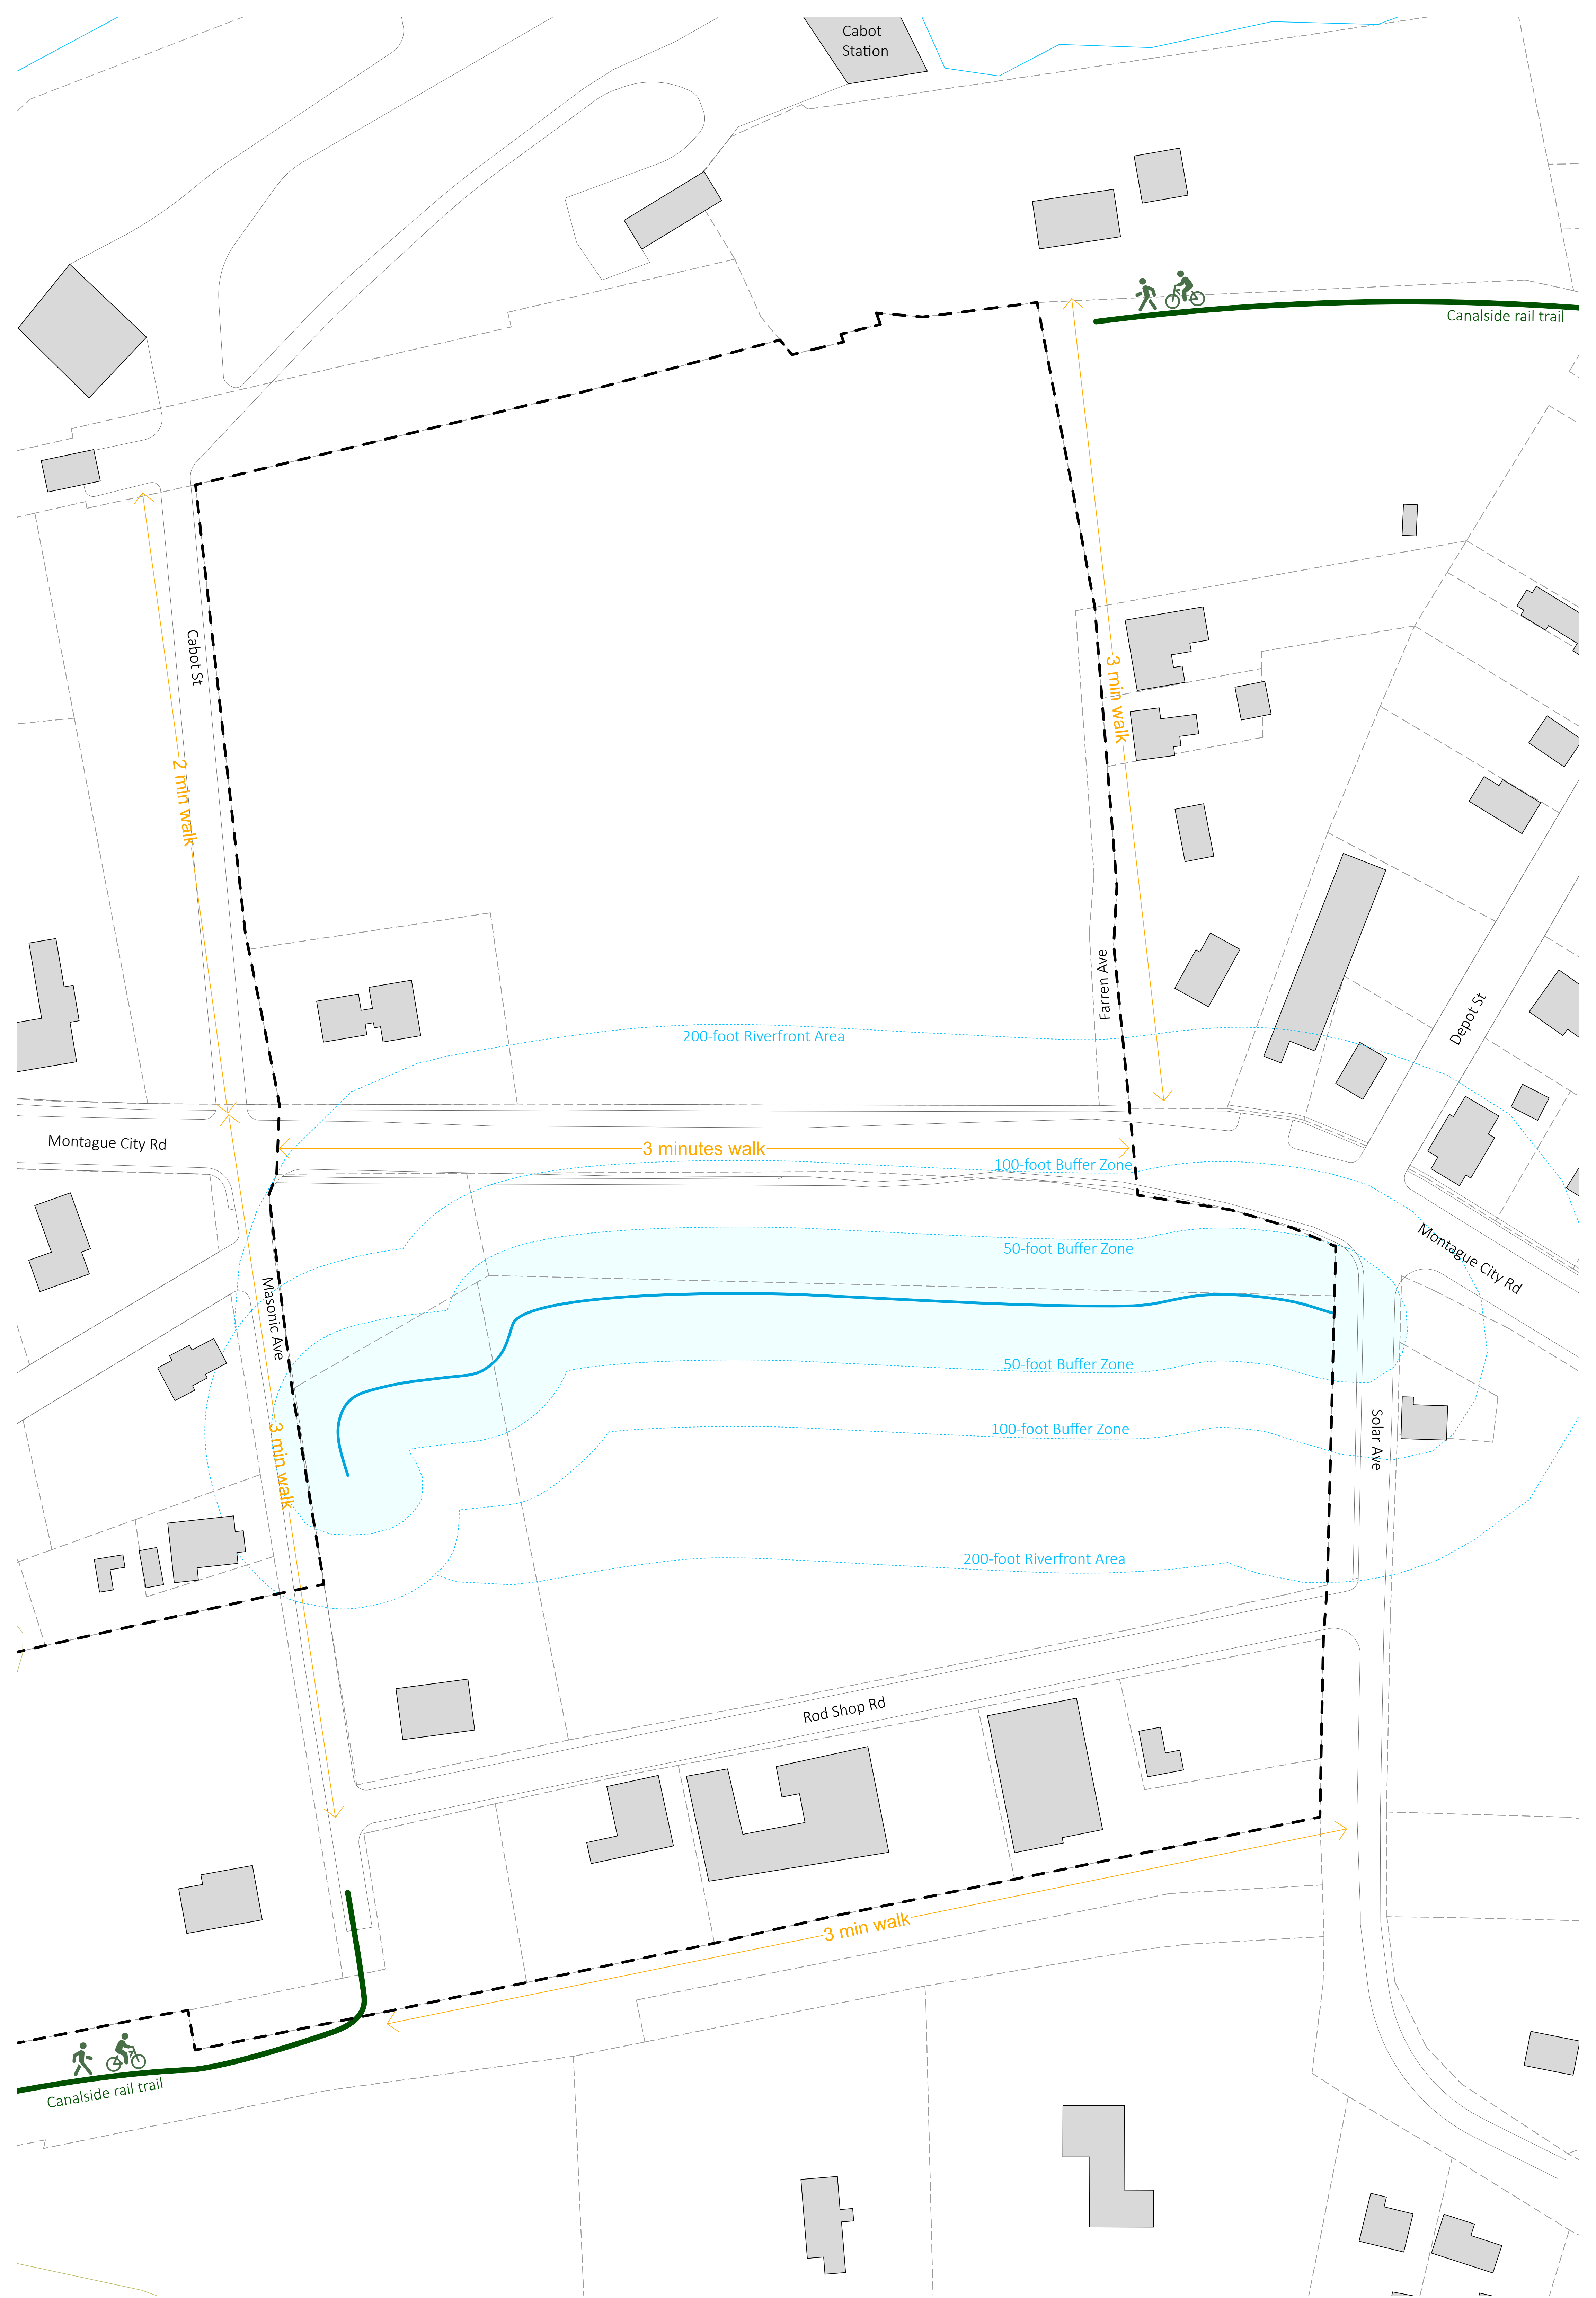 Cabot
Station
Canalside rail trail
Cabot St
3 min walk
2 min walk
Farren Ave
Depot St
200-foot Riverfront Area
Montague City Rd
3 minutes walk
100-foot Buffer Zone
Montague City Rd
50-foot Buffer Zone
Masonic Ave
50-foot Buffer Zone
100-foot Buffer Zone
Solar Ave
3 min walk
200-foot Riverfront Area
Rod Shop Rd
3 min walk
Canalside rail trail